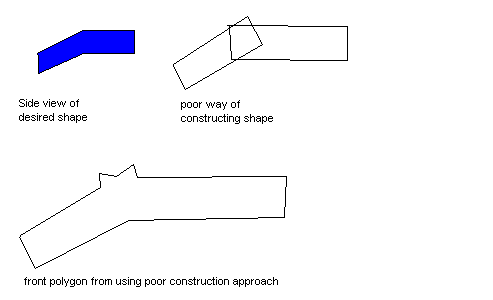 Side view of
desired shape
poor way of
constructing shape
front polygon from using poor construction approach